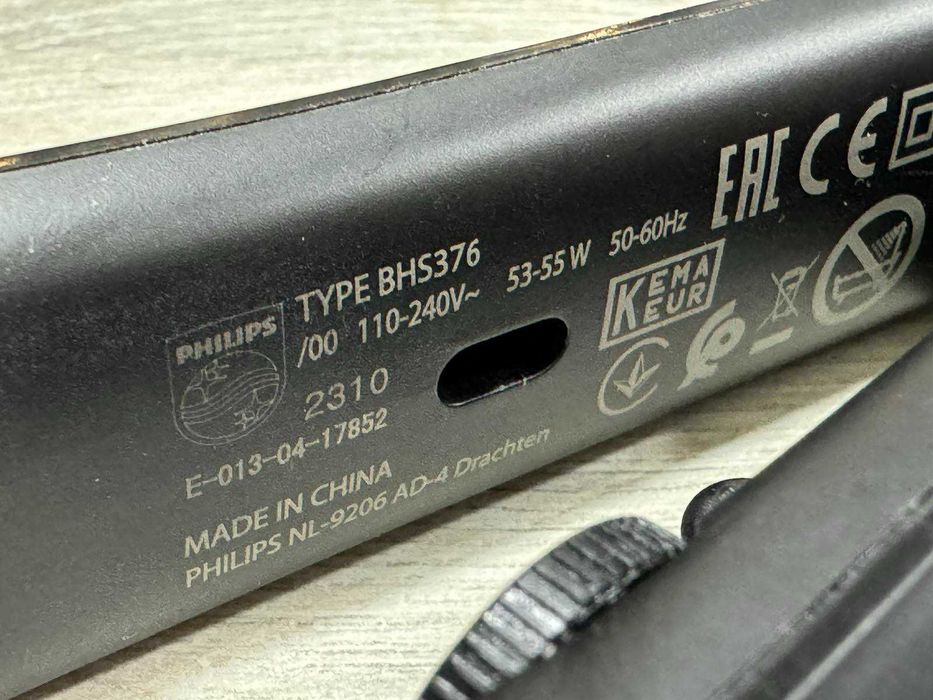 PHILIPS
TYPE BHS376
/00 110-240V~ 53-55 W 50-60Hz
2310
E-013-04-17852
MADE IN CHINA
PHILIPS NL-9206 AD-4 Drachten
KEMA
EUR
EAC CE